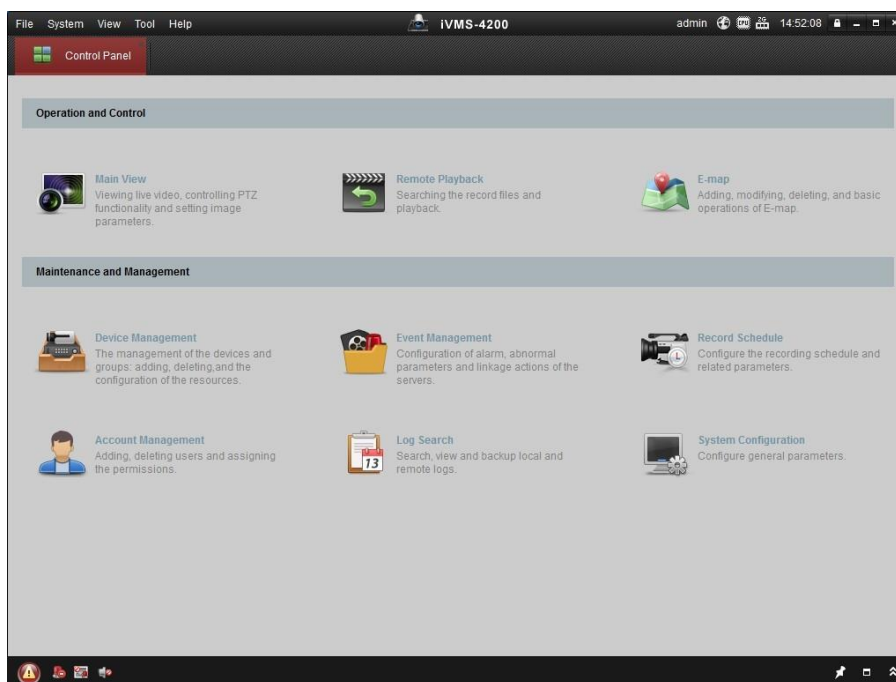 File System View Tool Help iVMS-4200 admin 14:52:08
Control Panel
Operation and Control
Main View
Viewing live video, controlling PTZ
functionality and setting image
parameters.
Remote Playback
Searching the record files and
playback.
E-map
Adding, modifying, deleting, and basic
operations of E-map.
Maintenance and Management
Device Management
The management of the devices and
groups: adding, deleting,and the
configuration of the resources.
Event Management
Configuration of alarm, abnormal
parameters and linkage actions of the
servers.
Record Schedule
Configure the recording schedule and
related parameters.
Account Management
Adding, deleting users and assigning
the permissions.
13
Log Search
Search, view and backup local and
remote logs.
System Configuration
Configure general parameters.